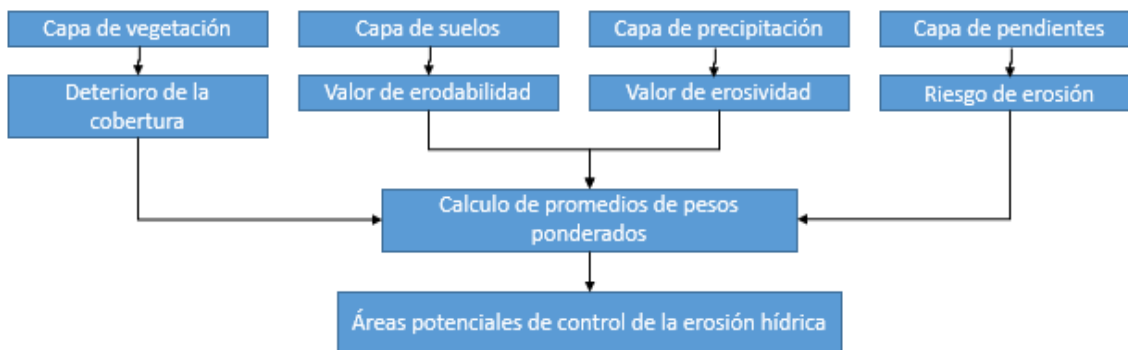 Capa de vegetación
Capa de suelos
Capa de precipitación
Capa de pendientes
Deterioro de la
cobertura
Valor de erodabilidad
Valor de erosividad
Riesgo de erosión
Calculo de promedios de pesos
ponderados
Áreas potenciales de control de la erosión hídrica